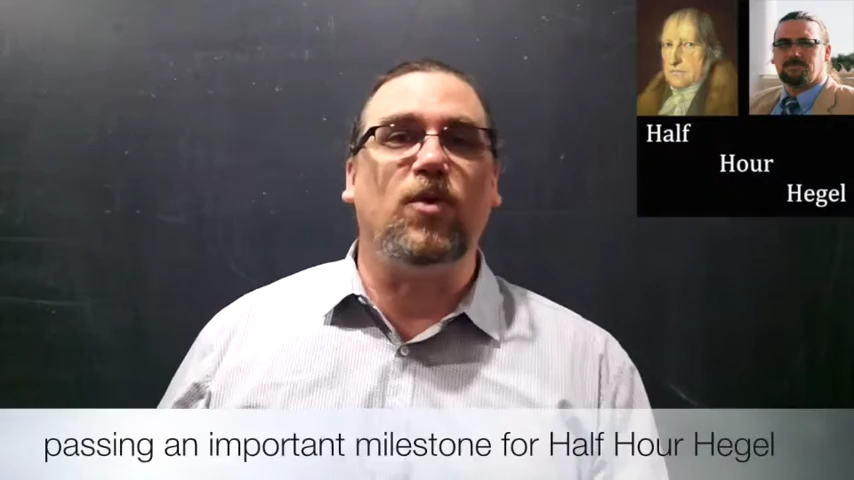 Half
Hour
Hegel
passing an important milestone for Half Hour Hegel